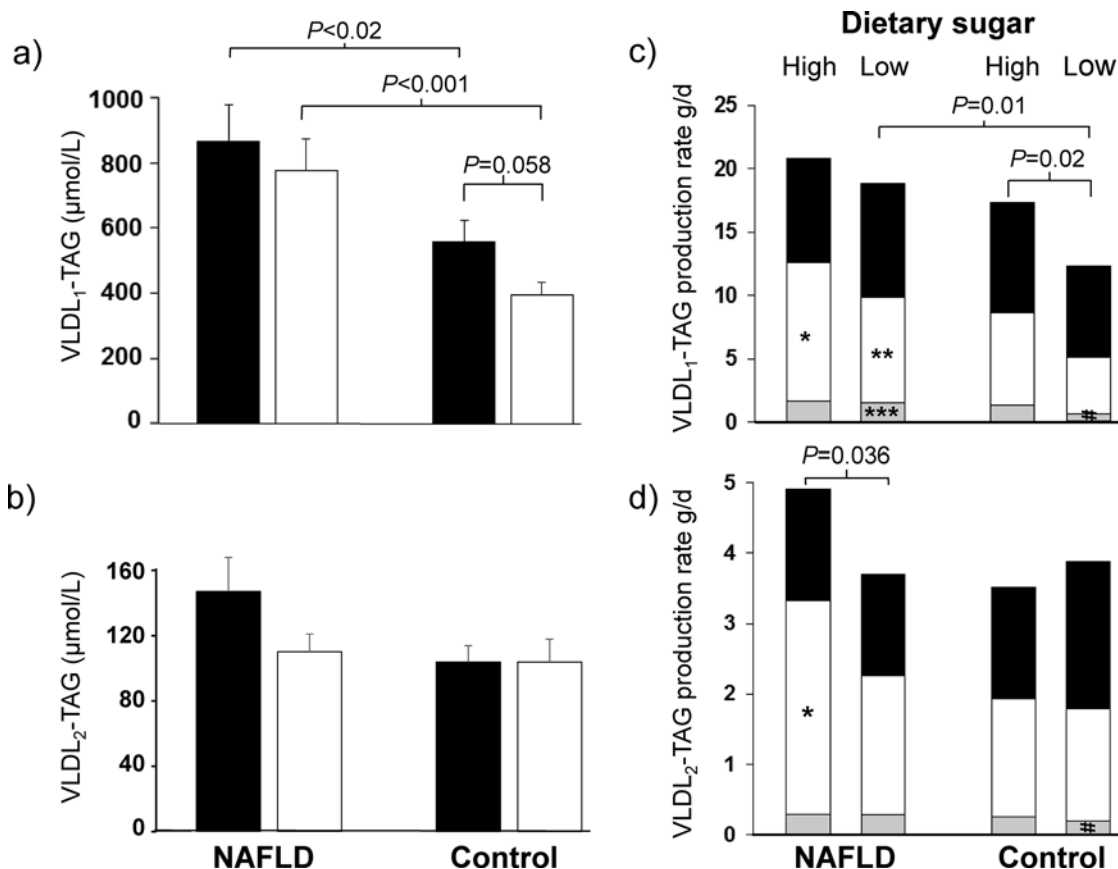 a)
P<0.02
P<0.001
P=0.058
VLDL₁-TAG (µmol/L)
1000
800
600
400
200
0
b)
VLDL₂-TAG (µmol/L)
160
120
80
40
0
NAFLD
Control
c)
Dietary sugar
High
Low
High
Low
P=0.01
P=0.02
VLDL₁-TAG production rate g/d
25
20
15
10
5
0
*
**
***
#
d)
P=0.036
VLDL₂-TAG production rate g/d
5
4
3
2
1
0
*
#
NAFLD
Control